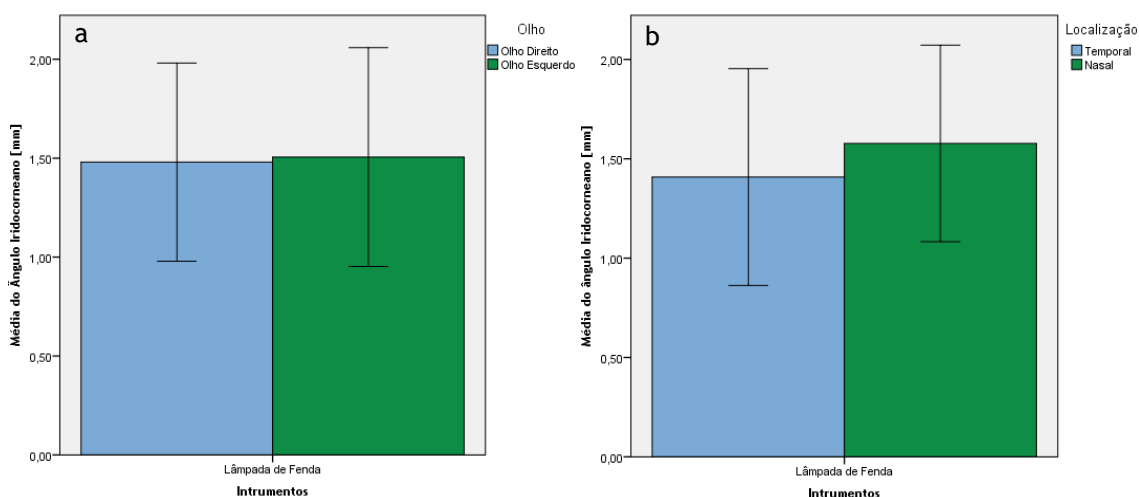 a
Olho
Olho Direito
Olho Esquerdo
Média do Ângulo Iridocorneano [mm]
2,00
1,50
1,00
0,50
0,00
Lâmpada de Fenda
Intrumentos
b
Localização
Temporal
Nasal
Média do ângulo Iridocorneano [mm]
2,00
1,50
1,00
0,50
0,00
Lâmpada de Fenda
Intrumentos